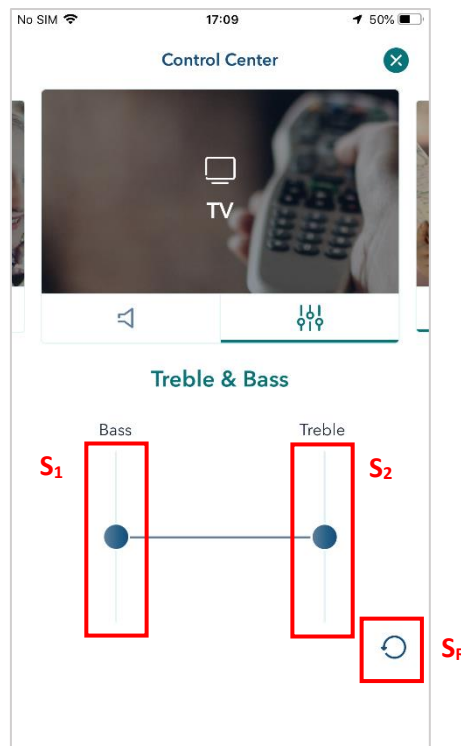 No SIM 17:09 50%
Control Center
TV
Treble & Bass
Bass Treble
S₁ S₂